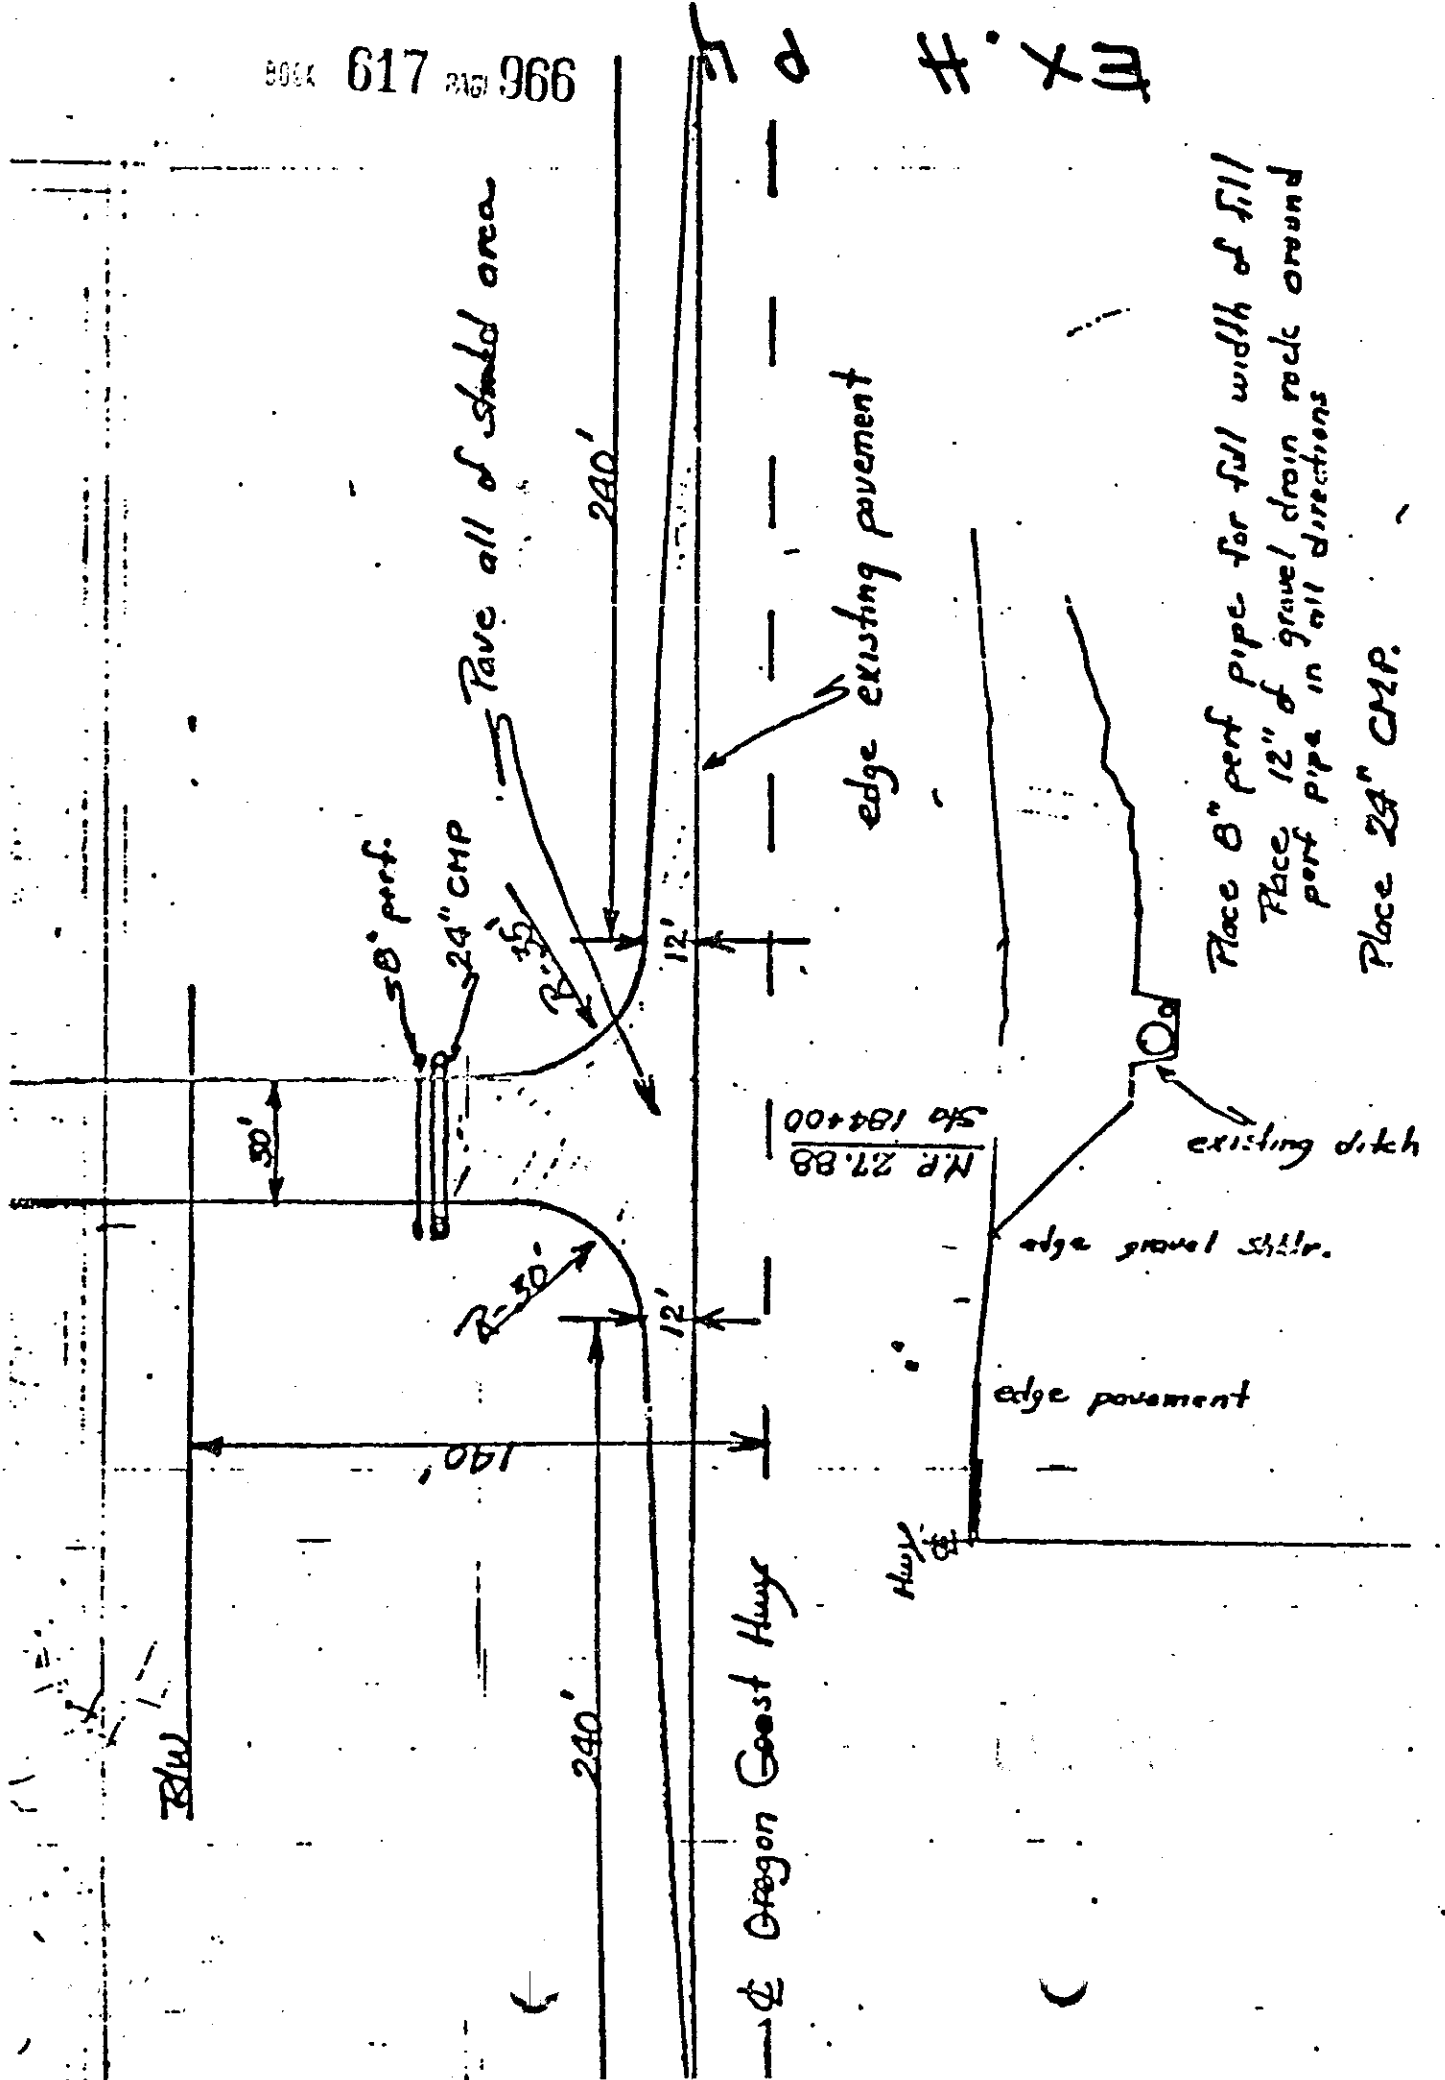 BOOK 617 PAGE 966
EX. H P 4
Pave all of shaded area
240'
8" perf.
24" CMP
R=35'
12'
30'
edge existing pavement
M.P. 27.88
Sta 184+00
R=30'
12'
140'
R/W
240'
℄ Oregon Coast Hwy
Hwy ℄
edge pavement
edge gravel shldr.
existing ditch
Place 8" perf pipe for full width of fill
Place 12" of gravel drain rock around
perf pipe in all directions
Place 24" CMP.